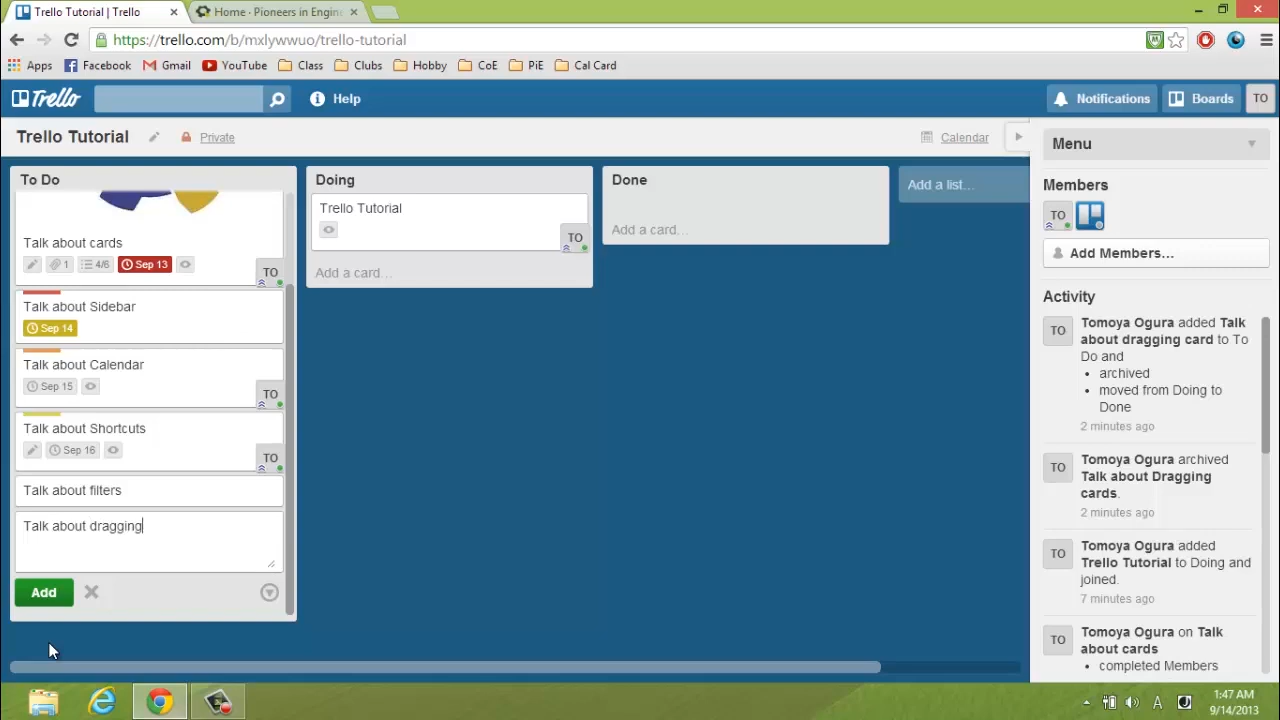 Trello Tutorial | Trello
Home · Pioneers in Engine
https://trello.com/b/mxlywwuo/trello-tutorial
Apps
Facebook
Gmail
YouTube
Class
Clubs
Hobby
CoE
PiE
Cal Card
Trello
Help
Notifications
Boards
TO
Trello Tutorial
Private
Calendar
To Do
Talk about cards
1
4/6
Sep 13
TO
Talk about Sidebar
Sep 14
Talk about Calendar
Sep 15
TO
Talk about Shortcuts
Sep 16
TO
Talk about filters
Talk about dragging
Add
Doing
Trello Tutorial
TO
Add a card...
Done
Add a card...
Add a list...
Menu
Members
TO
Add Members...
Activity
TO
Tomoya Ogura added Talk
about dragging card to To
Do and
• archived
• moved from Doing to
Done
2 minutes ago
TO
Tomoya Ogura archived
Talk about Dragging
cards.
2 minutes ago
TO
Tomoya Ogura added
Trello Tutorial to Doing and
joined.
7 minutes ago
TO
Tomoya Ogura on Talk
about cards
• completed Members
A
1:47 AM
9/14/2013